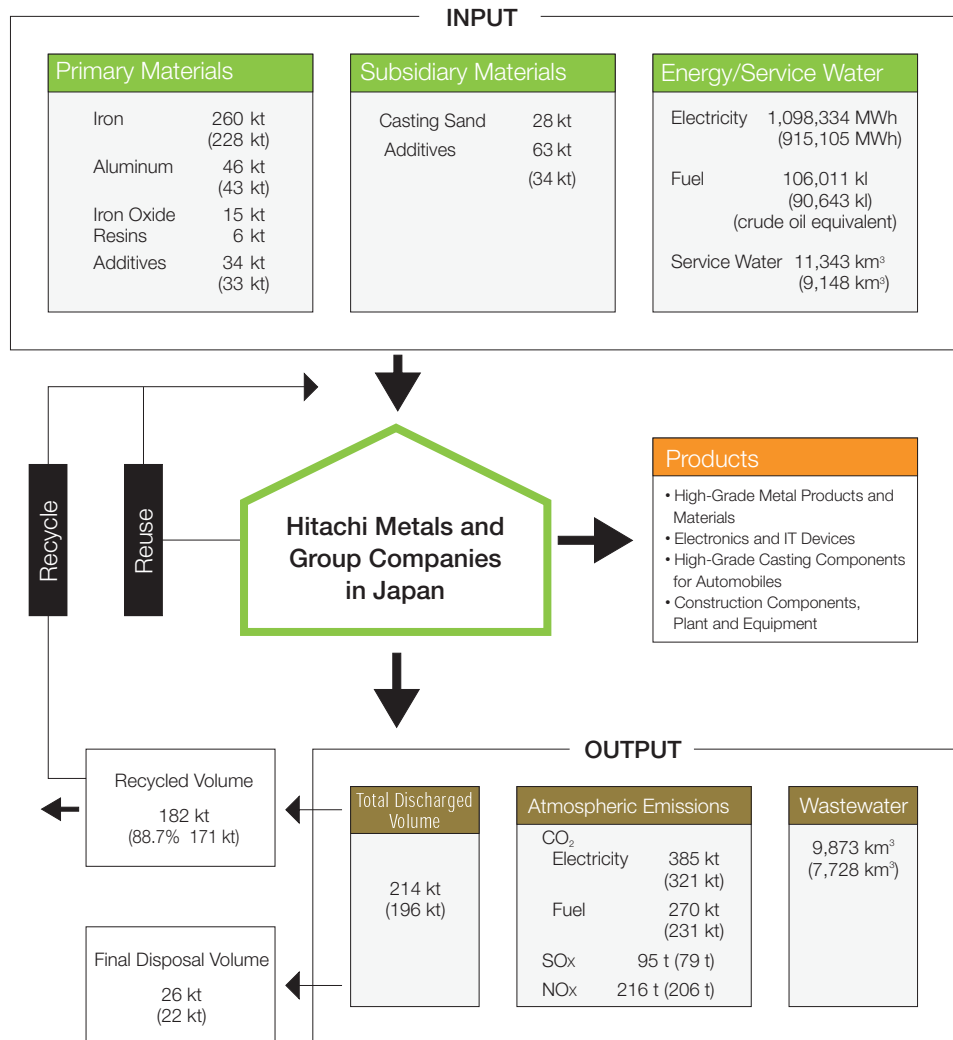 INPUT
Primary Materials
Iron 260 kt
(228 kt)
Aluminum 46 kt
(43 kt)
Iron Oxide 15 kt
Resins 6 kt
Additives 34 kt
(33 kt)
Subsidiary Materials
Casting Sand 28 kt
Additives 63 kt
(34 kt)
Energy/Service Water
Electricity 1,098,334 MWh
(915,105 MWh)
Fuel 106,011 kl
(90,643 kl)
(crude oil equivalent)
Service Water 11,343 km³
(9,148 km³)
Recycle
Reuse
Hitachi Metals and
Group Companies
in Japan
Products
• High-Grade Metal Products and
Materials
• Electronics and IT Devices
• High-Grade Casting Components
for Automobiles
• Construction Components,
Plant and Equipment
OUTPUT
Recycled Volume
182 kt
(88.7% 171 kt)
Final Disposal Volume
26 kt
(22 kt)
Total Discharged
Volume
214 kt
(196 kt)
Atmospheric Emissions
CO₂
Electricity 385 kt
(321 kt)
Fuel 270 kt
(231 kt)
SOx 95 t (79 t)
NOx 216 t (206 t)
Wastewater
9,873 km³
(7,728 km³)